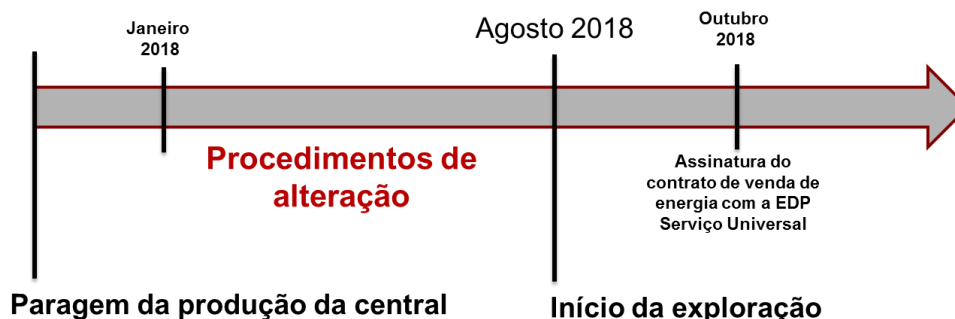 Janeiro
2018
Agosto 2018
Outubro
2018
Procedimentos de
alteração
Assinatura do
contrato de venda de
energia com a EDP
Serviço Universal
Paragem da produção da central
Início da exploração